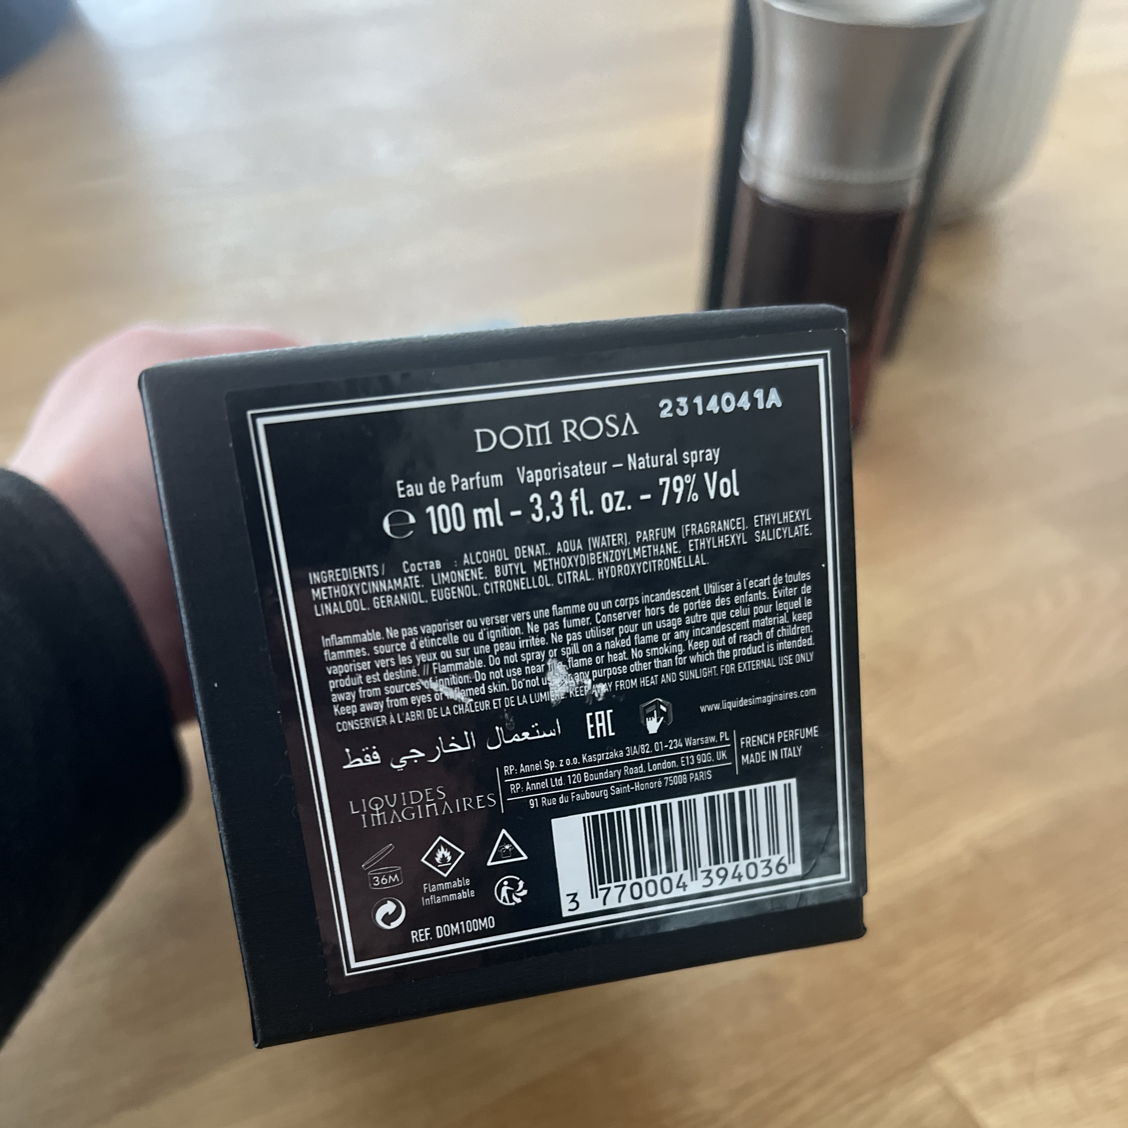 2314041A
DOM ROSA
Eau de Parfum Vaporisateur – Natural spray
℮ 100 ml - 3,3 fl. oz. - 79% Vol
INGREDIENTS / Состав : ALCOHOL DENAT., AQUA [WATER], PARFUM [FRAGRANCE], ETHYLHEXYL
METHOXYCINNAMATE, LIMONENE, BUTYL METHOXYDIBENZOYLMETHANE, ETHYLHEXYL SALICYLATE,
LINALOOL, GERANIOL, EUGENOL, CITRONELLOL, CITRAL, HYDROXYCITRONELLAL.
Inflammable. Ne pas vaporiser ou verser vers une flamme ou un corps incandescent. Utiliser à l'ecart de toutes
flammes, source d'étincelle ou d'ignition. Ne pas fumer. Conserver hors de portée des enfants. Éviter de
vaporiser vers les yeux ou sur une peau irritée. Ne pas utiliser pour un usage autre que celui pour lequel le
produit est destiné. // Flammable. Do not spray or spill on a naked flame or any incandescent material, keep
away from sources of ignition. Do not use near the flame or heat. No smoking. Keep out of reach of children.
Keep away from eyes or inflamed skin. Do not use any purpose other than for which the product is intended.
CONSERVER À L'ABRI DE LA CHALEUR ET DE LA LUMIÈRE. KEEP AWAY FROM HEAT AND SUNLIGHT. FOR EXTERNAL USE ONLY
استعمال الخارجي فقط
EAC
www.liquidesimaginaires.com
LIQUIDES
IMAGINAIRES
RP: Annel Sp. z o.o. Kasprzaka 31A/82, 01-234 Warsaw, PL
RP: Annel Ltd. 120 Boundary Road, London, E13 9QG, UK
91 Rue du Faubourg Saint-Honoré 75008 PARIS
FRENCH PERFUME
MADE IN ITALY
36M
Flammable
Inflammable
REF. DOM100MO
3 770004 394036